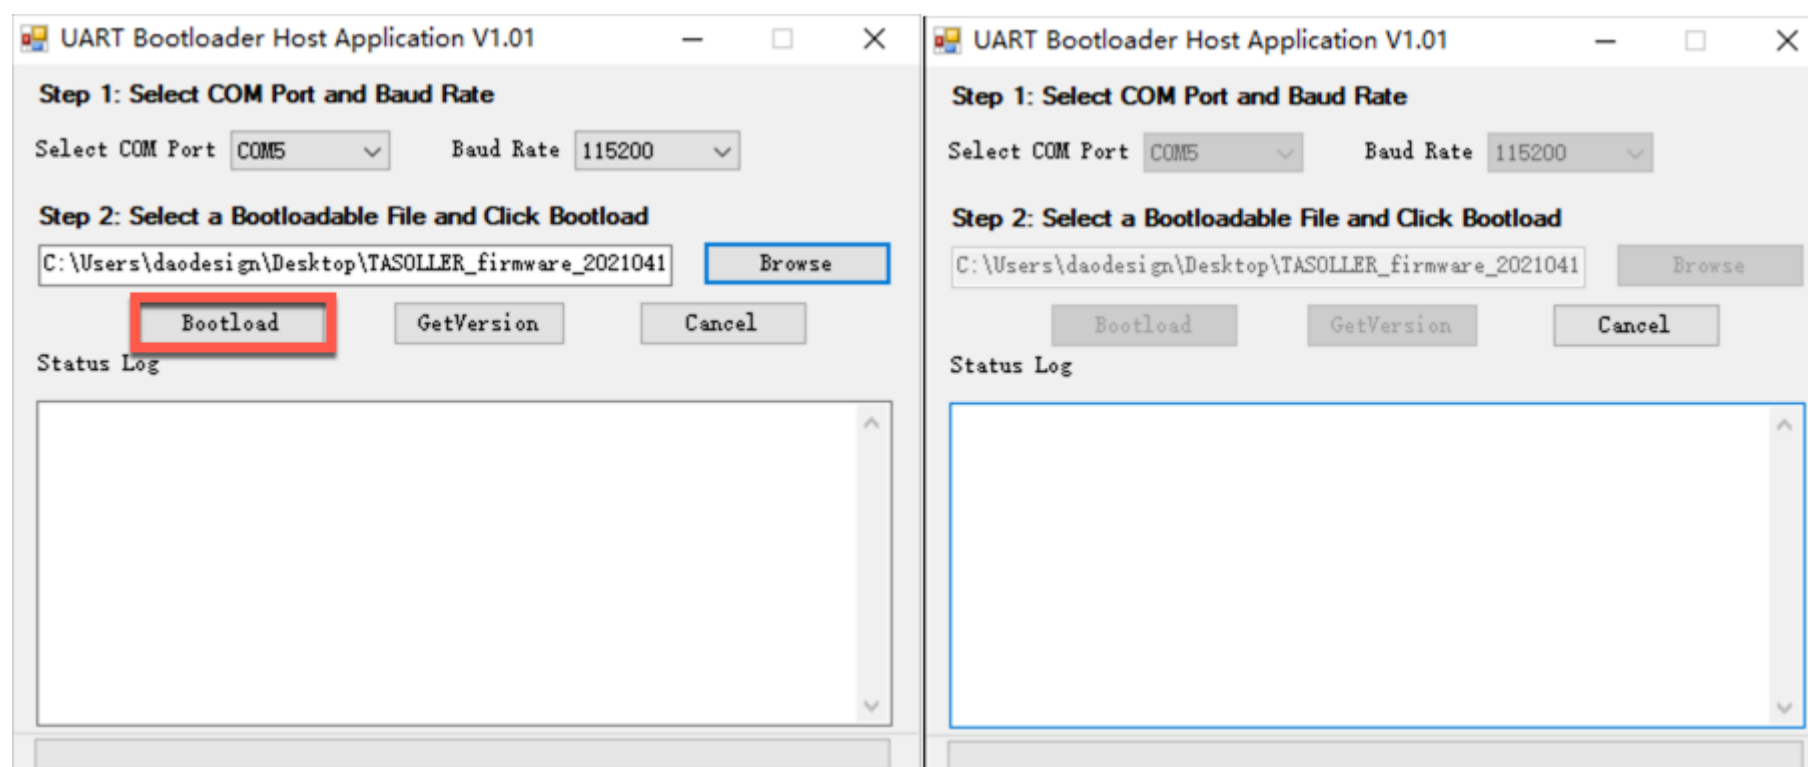 UART Bootloader Host Application V1.01
Step 1: Select COM Port and Baud Rate
Select COM Port COM5 Baud Rate 115200
Step 2: Select a Bootloadable File and Click Bootload
C:\Users\daodesign\Desktop\TASOLLER_firmware_2021041 Browse
Bootload GetVersion Cancel
Status Log
UART Bootloader Host Application V1.01
Step 1: Select COM Port and Baud Rate
Select COM Port COM5 Baud Rate 115200
Step 2: Select a Bootloadable File and Click Bootload
C:\Users\daodesign\Desktop\TASOLLER_firmware_2021041 Browse
Bootload GetVersion Cancel
Status Log